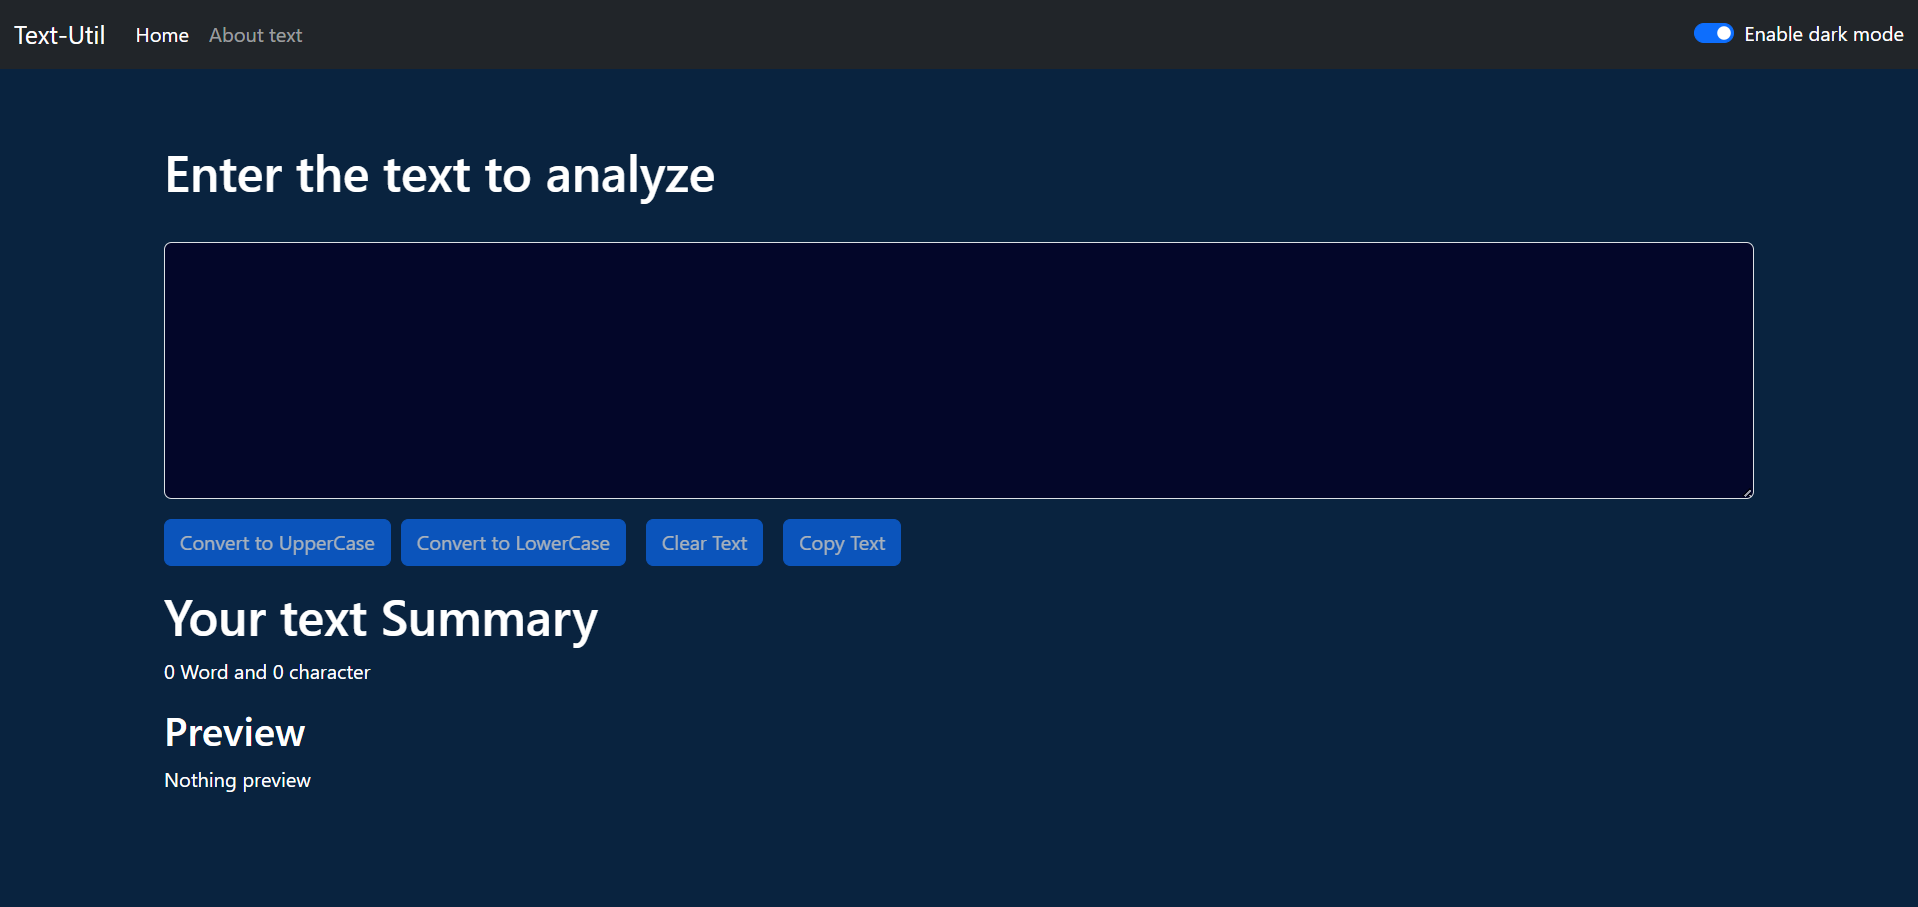 Text-Util Home About text Enable dark mode
Enter the text to analyze
Convert to UpperCase Convert to LowerCase Clear Text Copy Text
Your text Summary
0 Word and 0 character
Preview
Nothing preview